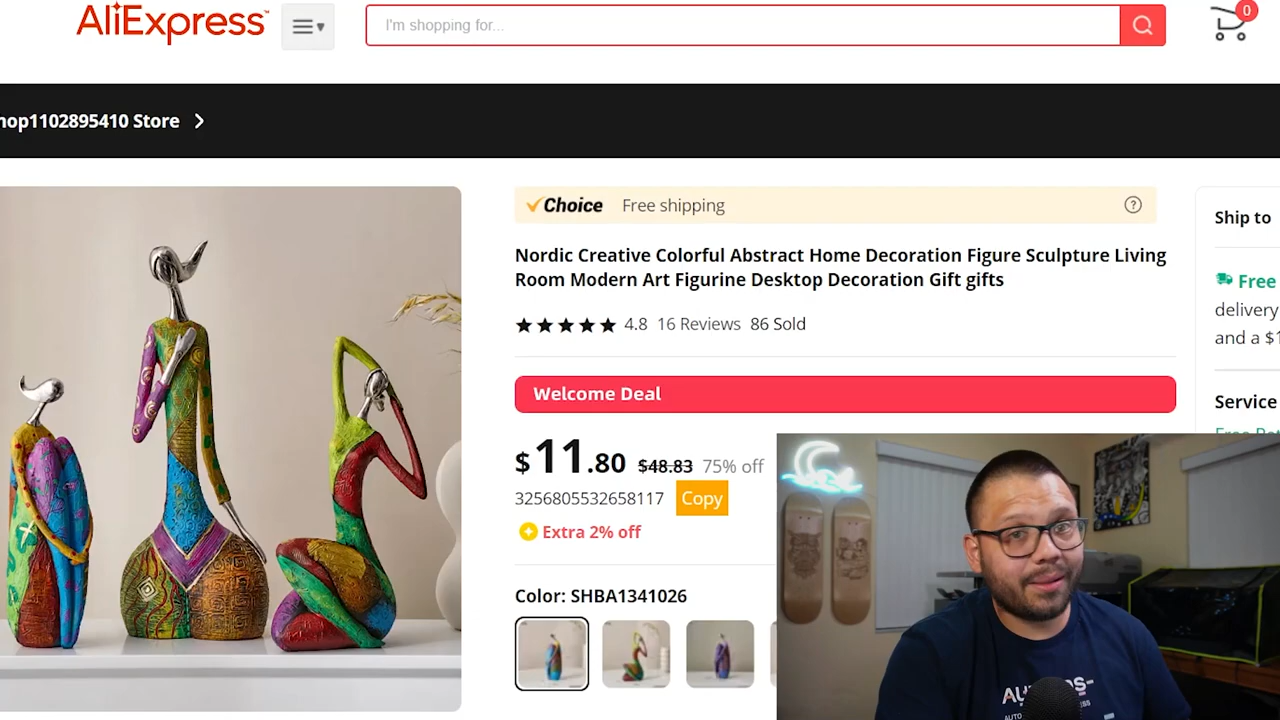 AliExpress
I'm shopping for...
0
hop1102895410 Store
Choice Free shipping
Nordic Creative Colorful Abstract Home Decoration Figure Sculpture Living
Room Modern Art Figurine Desktop Decoration Gift gifts
4.8 16 Reviews 86 Sold
Welcome Deal
$11.80 $48.83 75% off
3256805532658117 Copy
Extra 2% off
Color: SHBA1341026
Ship to
Free
delivery
and a $1
Service